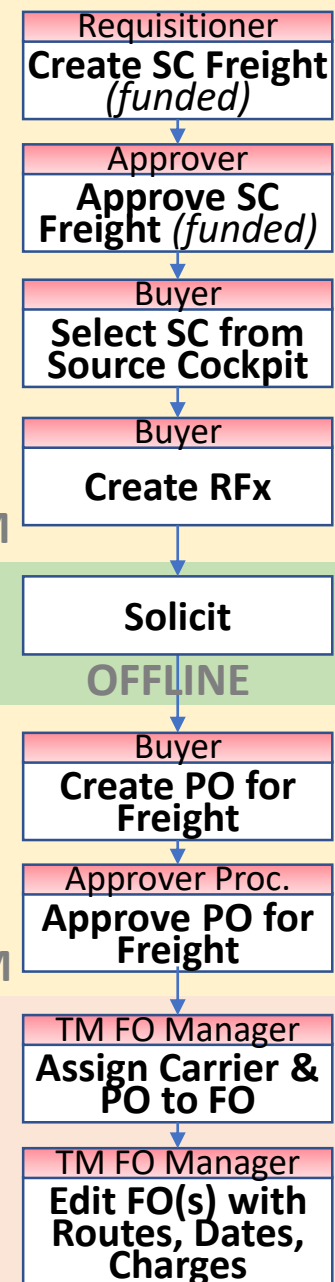 Requisitioner
Create SC Freight
(funded)
Approver
Approve SC
Freight (funded)
Buyer
Select SC from
Source Cockpit
Buyer
Create RFx
M
Solicit
OFFLINE
Buyer
Create PO for
Freight
Approver Proc.
Approve PO for
Freight
M
TM FO Manager
Assign Carrier &
PO to FO
TM FO Manager
Edit FO(s) with
Routes, Dates,
Charges